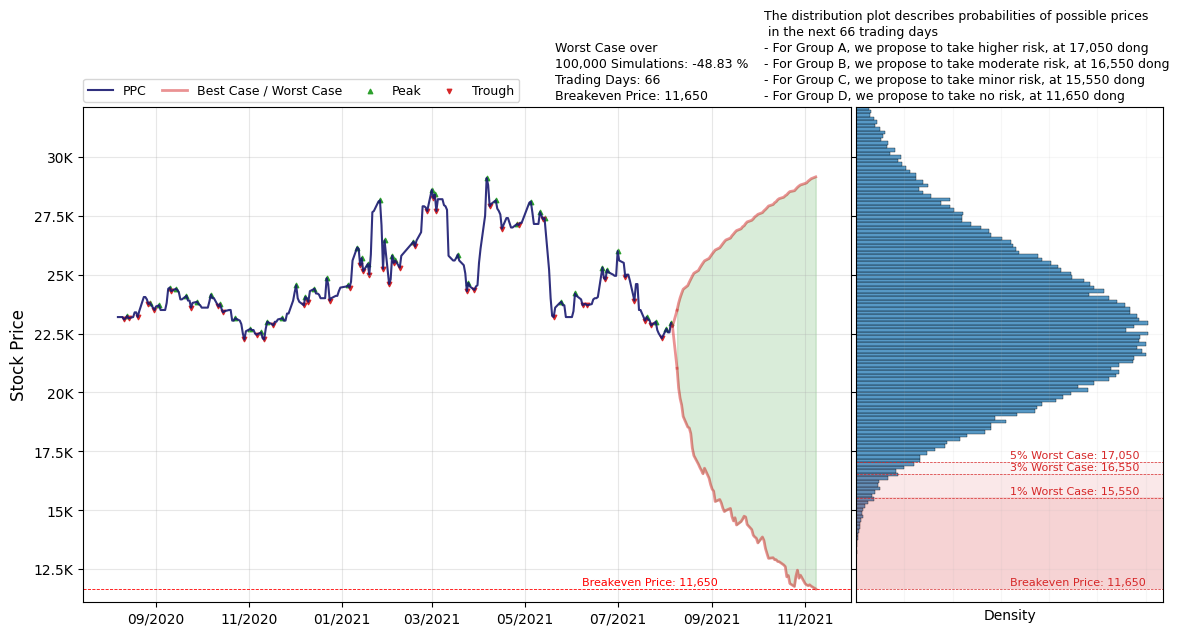 The distribution plot describes probabilities of possible prices
in the next 66 trading days
- For Group A, we propose to take higher risk, at 17,050 dong
- For Group B, we propose to take moderate risk, at 16,550 dong
- For Group C, we propose to take minor risk, at 15,550 dong
- For Group D, we propose to take no risk, at 11,650 dong
Worst Case over
100,000 Simulations: -48.83 %
Trading Days: 66
Breakeven Price: 11,650
PPC
Best Case / Worst Case
Peak
Trough
Stock Price
30K
27.5K
25K
22.5K
20K
17.5K
15K
12.5K
Breakeven Price: 11,650
09/2020
11/2020
01/2021
03/2021
05/2021
07/2021
09/2021
11/2021
5% Worst Case: 17,050
3% Worst Case: 16,550
1% Worst Case: 15,550
Breakeven Price: 11,650
Density